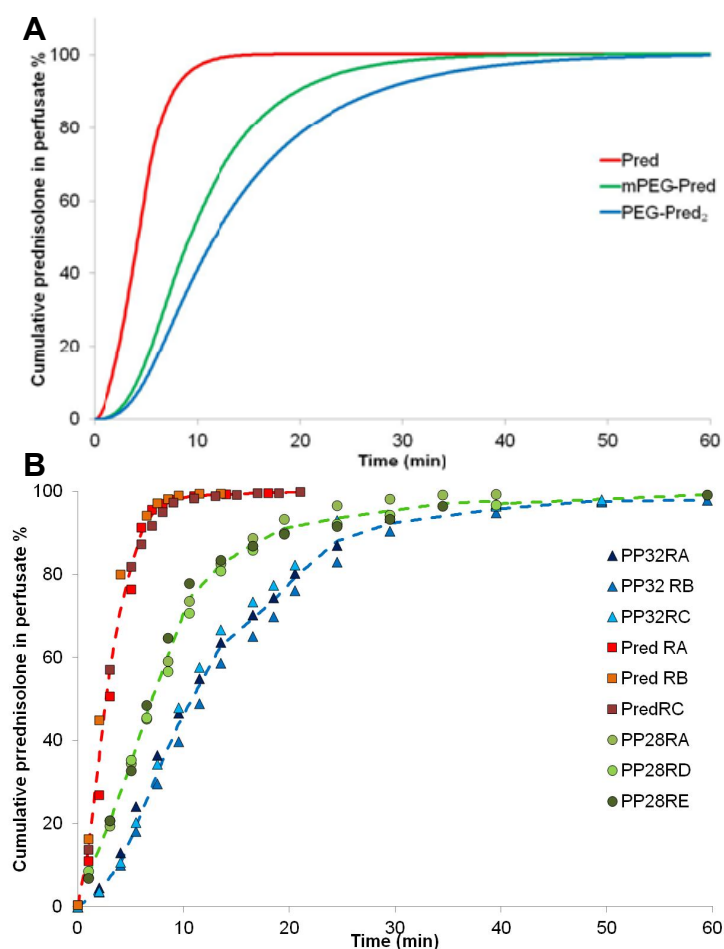 A
Cumulative prednisolone in perfusate %
100
80
60
40
20
0
0 10 20 30 40 50 60
Time (min)
Pred
mPEG-Pred
PEG-Pred₂
B
Cumulative prrednisolone in perfusate %
100
80
60
40
20
0
0 10 20 30 40 50 60
Time (min)
PP32RA
PP32 RB
PP32RC
Pred RA
Pred RB
PredRC
PP28RA
PP28RD
PP28RE